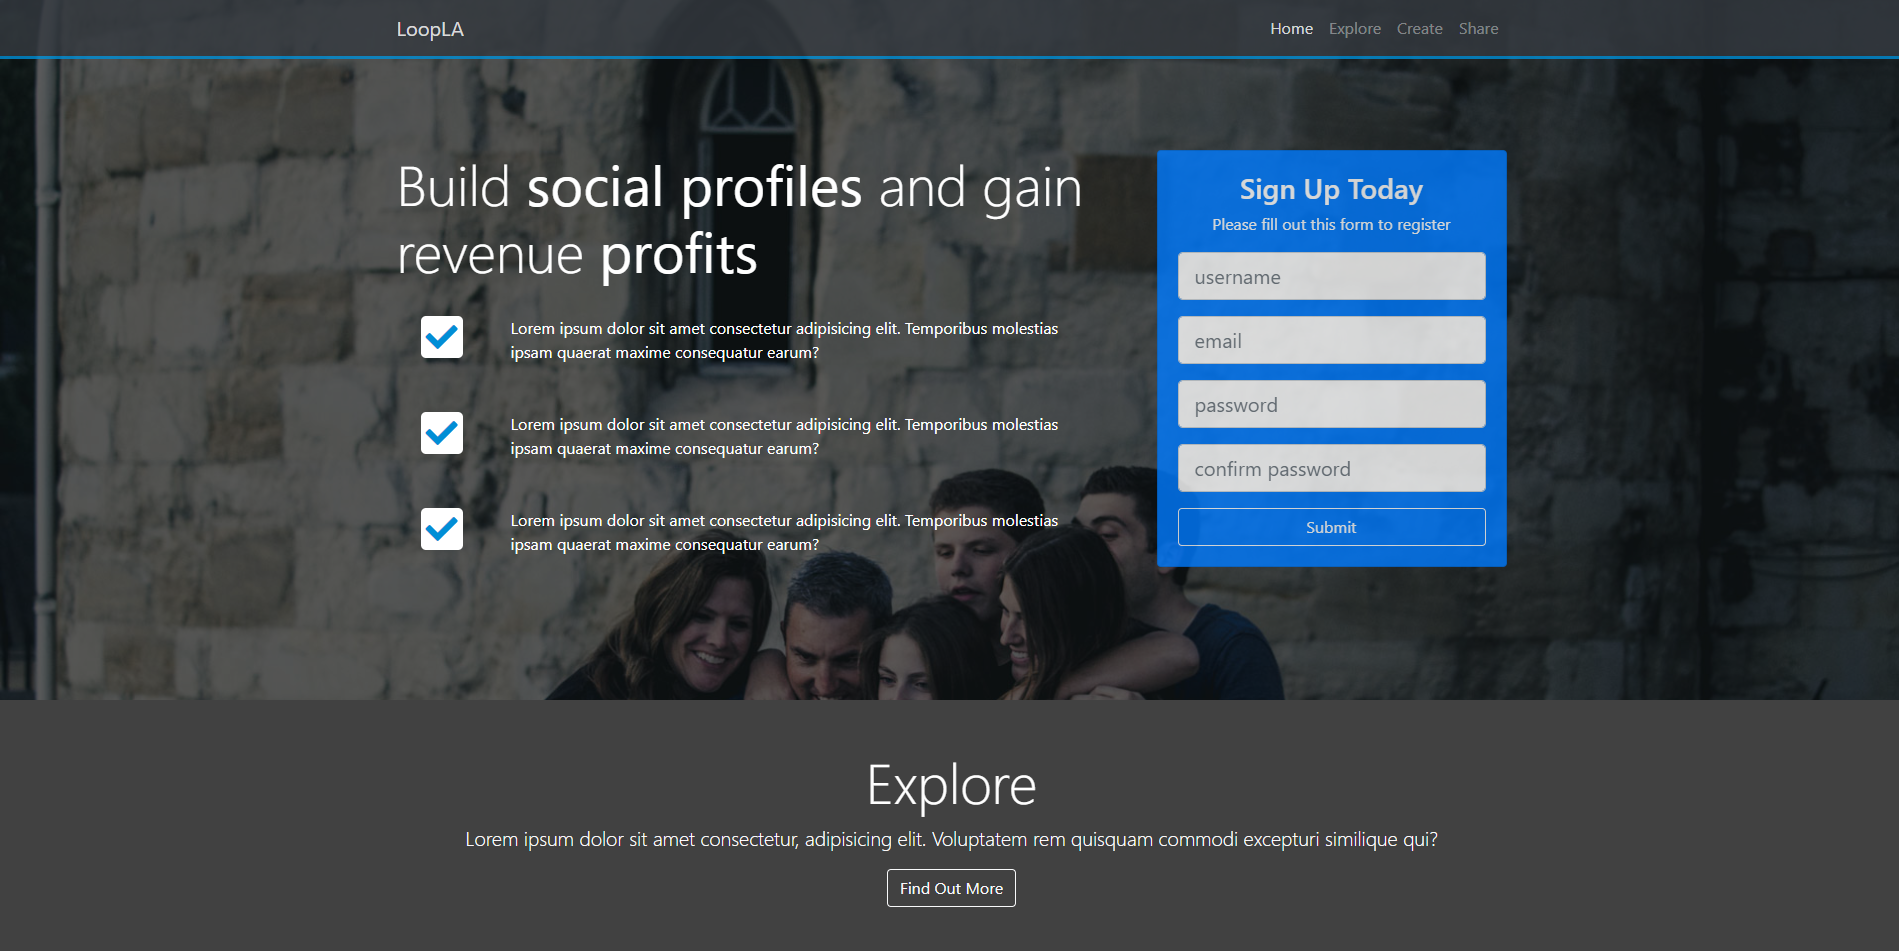 LoopLA
Home Explore Create Share
Build social profiles and gain
revenue profits
Lorem ipsum dolor sit amet consectetur adipisicing elit. Temporibus molestias
ipsam quaerat maxime consequatur earum?
Lorem ipsum dolor sit amet consectetur adipisicing elit. Temporibus molestias
ipsam quaerat maxime consequatur earum?
Lorem ipsum dolor sit amet consectetur adipisicing elit. Temporibus molestias
ipsam quaerat maxime consequatur earum?
Sign Up Today
Please fill out this form to register
username
email
password
confirm password
Submit
Explore
Lorem ipsum dolor sit amet consectetur, adipisicing elit. Voluptatem rem quisquam commodi excepturi similique qui?
Find Out More